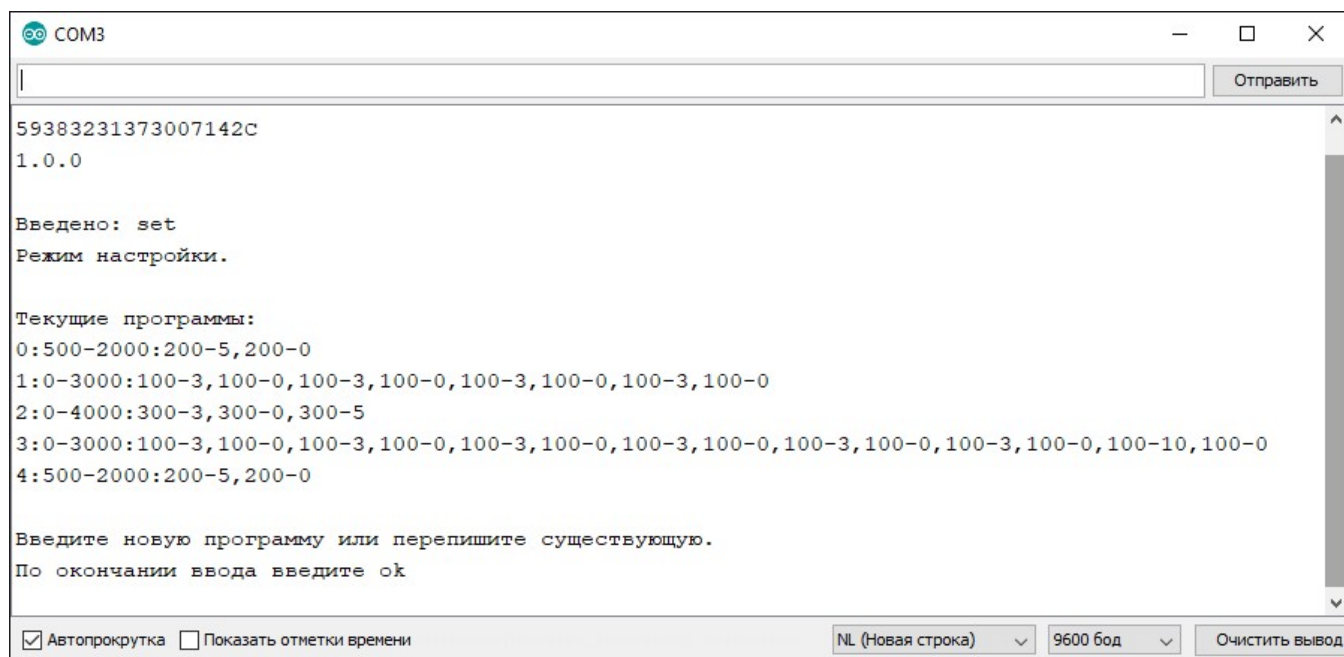 COM3
Отправить
59383231373007142C
1.0.0
Введено: set
Режим настройки.
Текущие программы:
0:500-2000:200-5,200-0
1:0-3000:100-3,100-0,100-3,100-0,100-3,100-0,100-3,100-0
2:0-4000:300-3,300-0,300-5
3:0-3000:100-3,100-0,100-3,100-0,100-3,100-0,100-3,100-0,100-3,100-0,100-3,100-0,100-10,100-0
4:500-2000:200-5,200-0
Введите новую программу или перепишите существующую.
По окончании ввода введите ok
Автопрокрутка Показать отметки времени NL (Новая строка) 9600 бод Очистить вывод